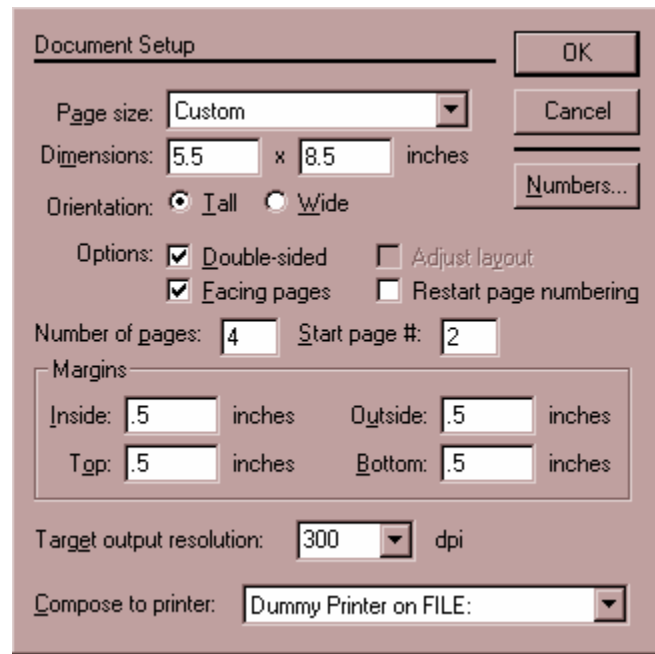 Document Setup
OK
Page size: Custom
Cancel
Dimensions: 5.5 x 8.5 inches
Numbers...
Orientation: Tall Wide
Options: Double-sided Adjust layout
Facing pages Restart page numbering
Number of pages: 4 Start page #: 2
Margins
Inside: .5 inches Outside: .5 inches
Top: .5 inches Bottom: .5 inches
Target output resolution: 300 dpi
Compose to printer: Dummy Printer on FILE: